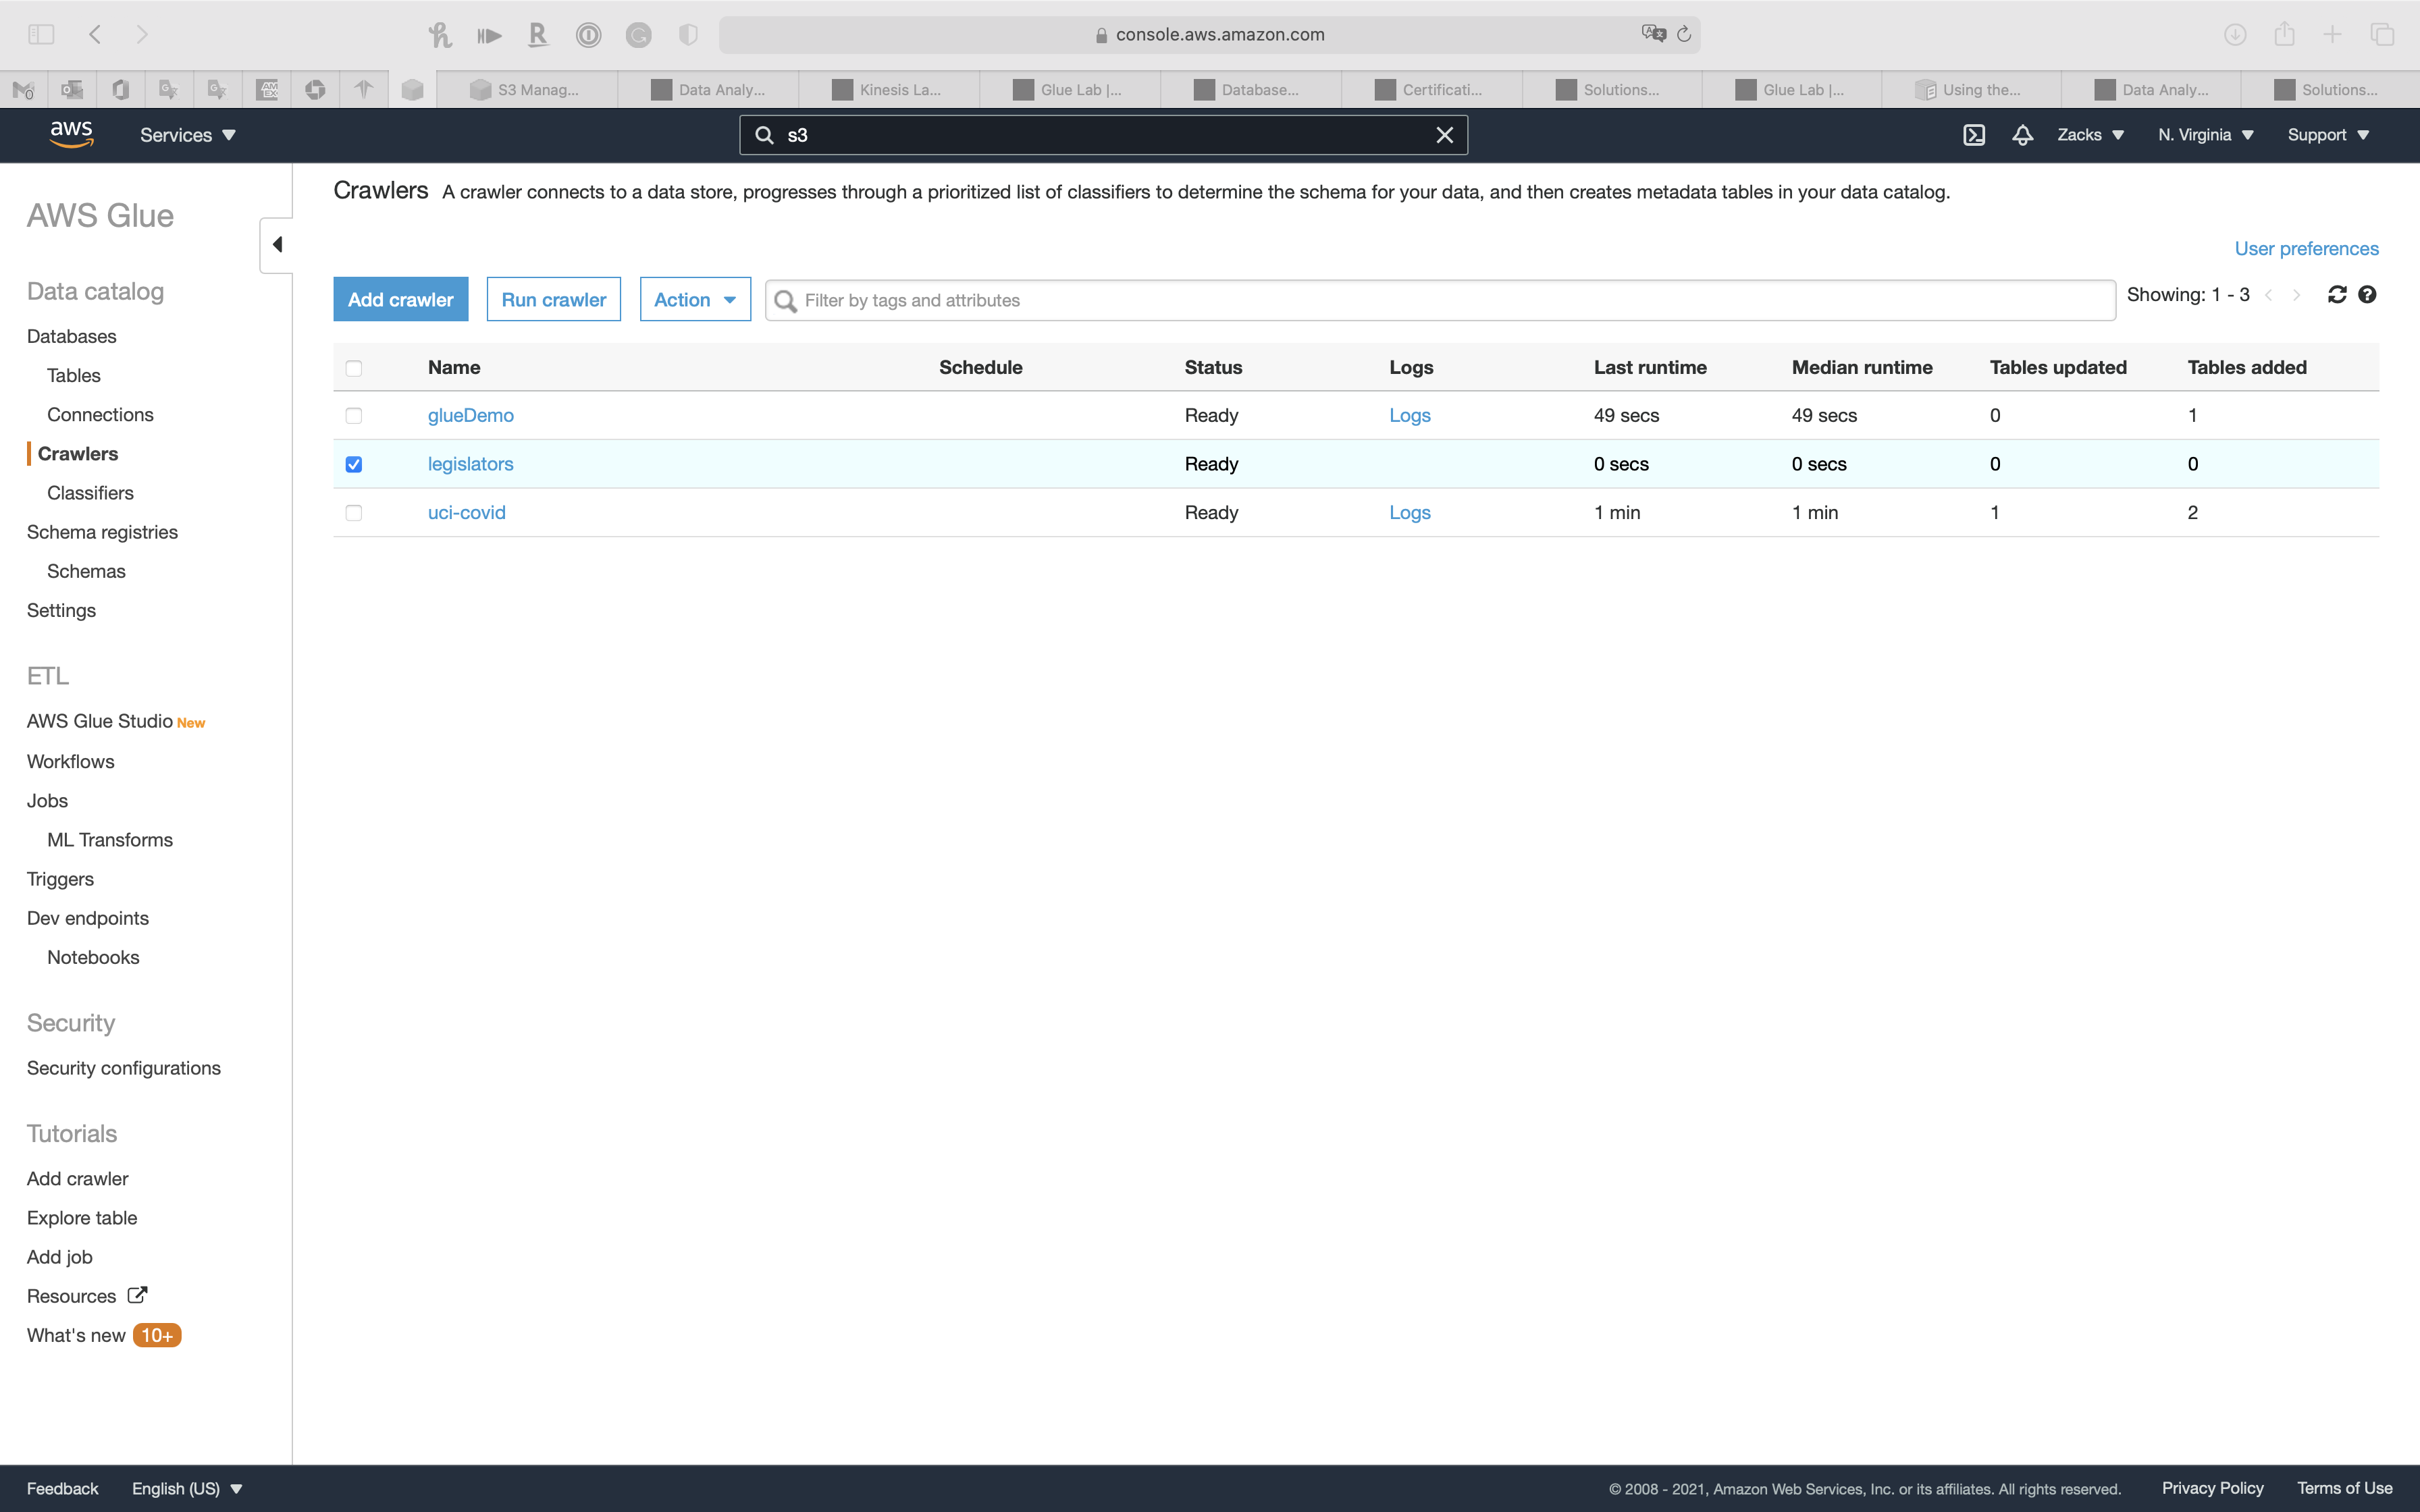 console.aws.amazon.com
S3 Manag...
Data Analy...
Kinesis La...
Glue Lab |...
Database...
Certificati...
Solutions...
Glue Lab |...
Using the...
Data Analy...
Solutions...
aws
Services
s3
Zacks
N. Virginia
Support
AWS Glue
Data catalog
Databases
Tables
Connections
Crawlers
Classifiers
Schema registries
Schemas
Settings
ETL
AWS Glue Studio New
Workflows
Jobs
ML Transforms
Triggers
Dev endpoints
Notebooks
Security
Security configurations
Tutorials
Add crawler
Explore table
Add job
Resources
What's new 10+
Crawlers A crawler connects to a data store, progresses through a prioritized list of classifiers to determine the schema for your data, and then creates metadata tables in your data catalog.
User preferences
Add crawler Run crawler Action Filter by tags and attributes Showing: 1 - 3
Name Schedule Status Logs Last runtime Median runtime Tables updated Tables added
glueDemo Ready Logs 49 secs 49 secs 0 1
legislators Ready 0 secs 0 secs 0 0
uci-covid Ready Logs 1 min 1 min 1 2
Feedback English (US) © 2008 - 2021, Amazon Web Services, Inc. or its affiliates. All rights reserved. Privacy Policy Terms of Use